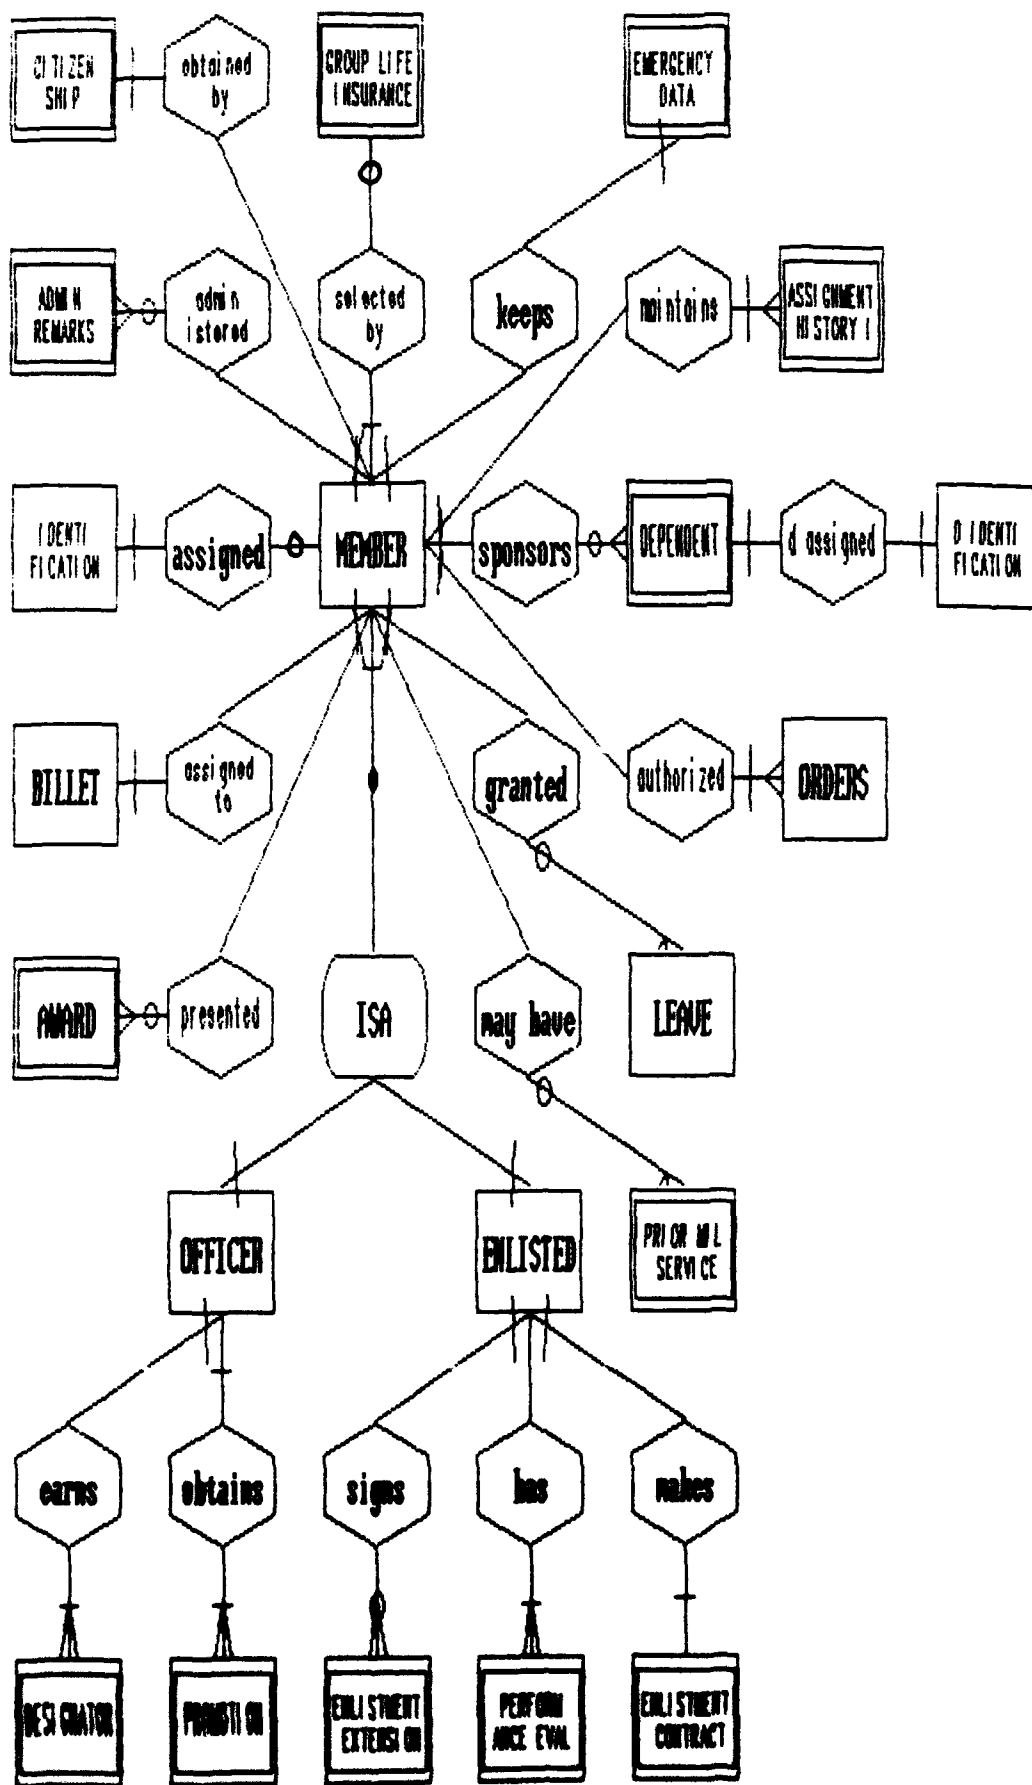 CITIZEN
SHIP
obtained
by
GROUP LIFE
INSURANCE
EMERGENCY
DATA
ADMIN
REMARKS
admin
istered
selected
by
keeps
maintains
ASSIGNMENT
HISTORY I
IDENTI
FICATION
assigned
MEMBER
sponsors
DEPENDENT
d assigned
D IDENTI
FICATION
BILLET
assigned
to
granted
authorized
ORDERS
AWARD
presented
ISA
may have
LEAVE
OFFICER
ENLISTED
PRIOR MIL
SERVICE
earns
obtains
signs
has
makes
DESIGNATOR
PROMOTION
ENLISTMENT
EXTENSION
PERFORM
ANCE EVAL
ENLISTMENT
CONTRACT